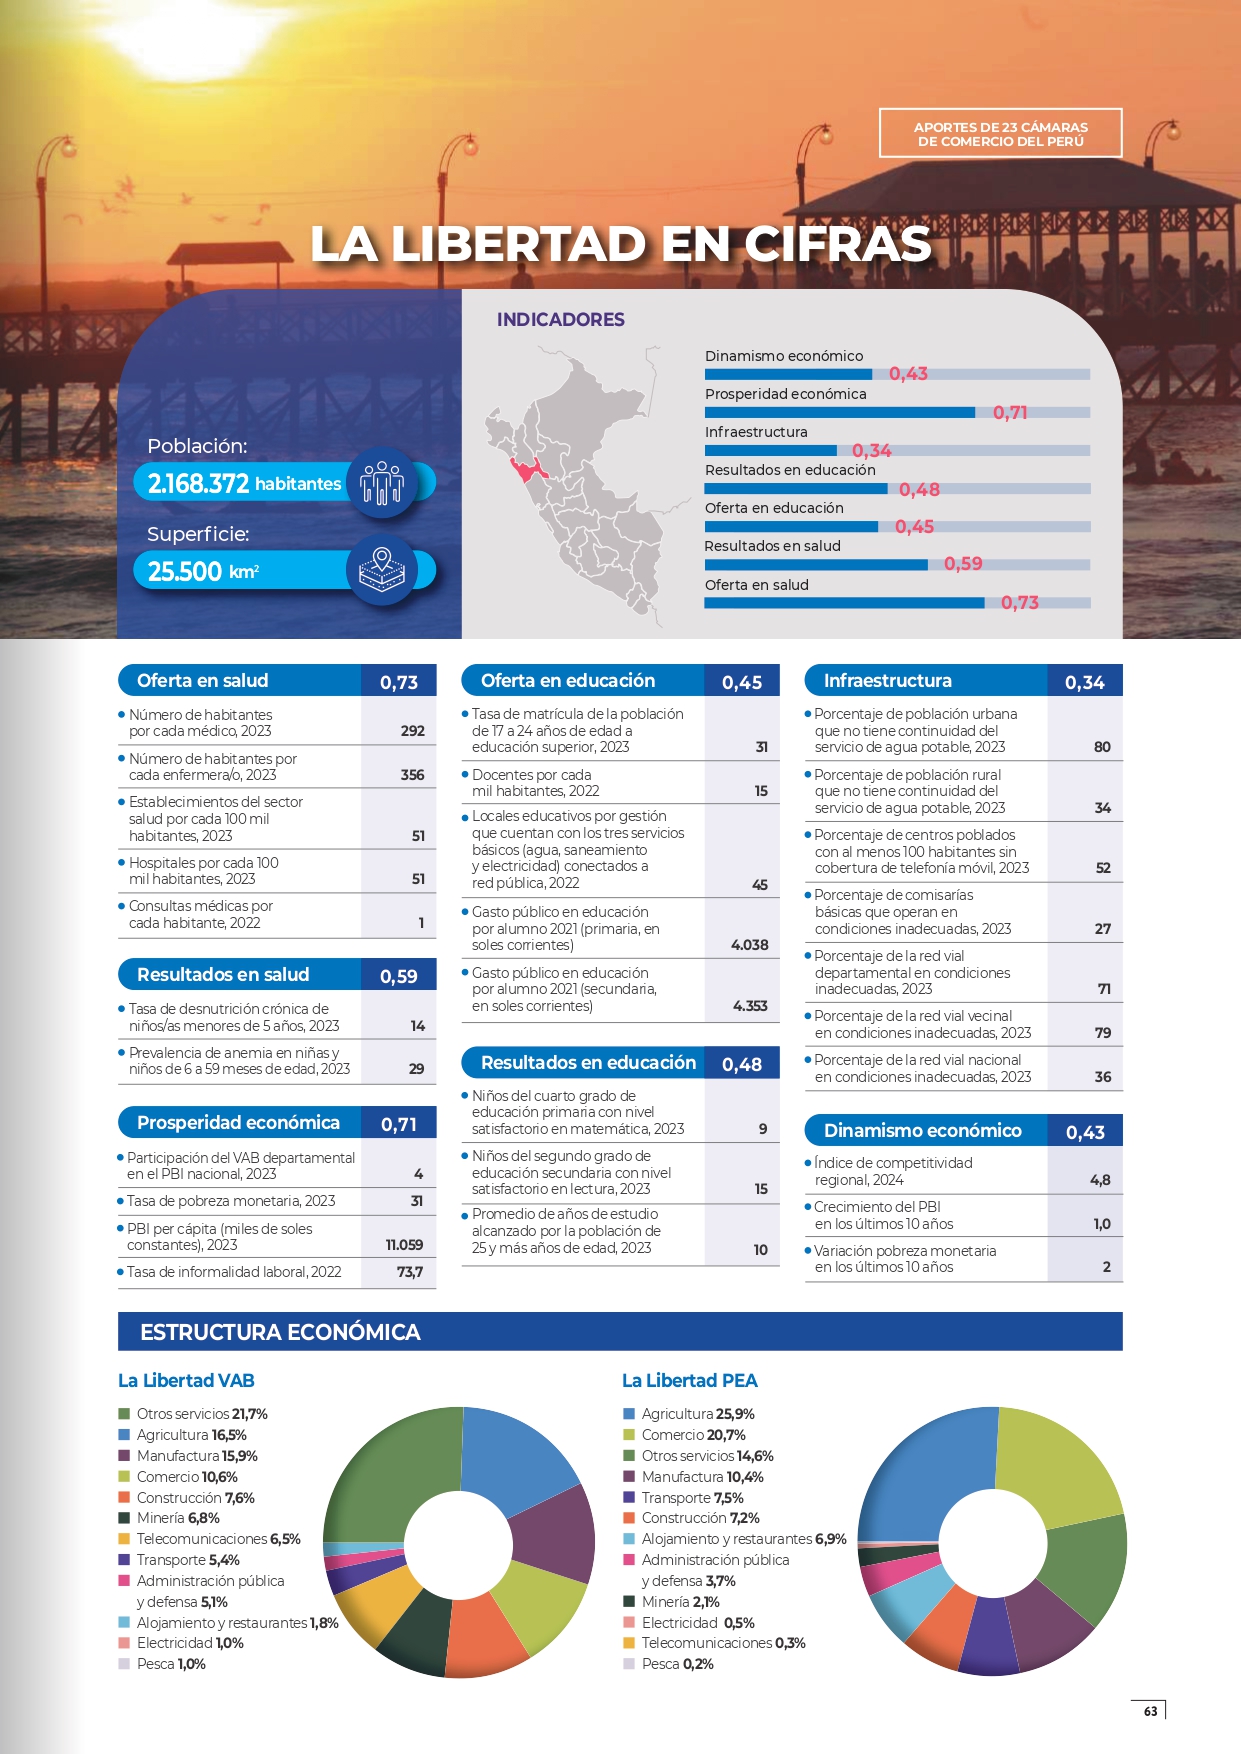 APORTES DE 23 CÁMARAS
DE COMERCIO DEL PERÚ
LA LIBERTAD EN CIFRAS
Población:
2.168.372 habitantes
Superficie:
25.500 km²
INDICADORES
Dinamismo económico
0,43
Prosperidad económica
0,71
Infraestructura
0,34
Resultados en educación
0,48
Oferta en educación
0,45
Resultados en salud
0,59
Oferta en salud
0,73
Oferta en salud 0,73
Número de habitantes
por cada médico, 2023 292
Número de habitantes por
cada enfermera/o, 2023 356
Establecimientos del sector
salud por cada 100 mil
habitantes, 2023 51
Hospitales por cada 100
mil habitantes, 2023 51
Consultas médicas por
cada habitante, 2022 1
Resultados en salud 0,59
Tasa de desnutrición crónica de
niños/as menores de 5 años, 2023 14
Prevalencia de anemia en niñas y
niños de 6 a 59 meses de edad, 2023 29
Prosperidad económica 0,71
Participación del VAB departamental
en el PBI nacional, 2023 4
Tasa de pobreza monetaria, 2023 31
PBI per cápita (miles de soles
constantes), 2023 11.059
Tasa de informalidad laboral, 2022 73,7
Oferta en educación 0,45
Tasa de matrícula de la población
de 17 a 24 años de edad a
educación superior, 2023 31
Docentes por cada
mil habitantes, 2022 15
Locales educativos por gestión
que cuentan con los tres servicios
básicos (agua, saneamiento
y electricidad) conectados a
red pública, 2022 45
Gasto público en educación
por alumno 2021 (primaria, en
soles corrientes) 4.038
Gasto público en educación
por alumno 2021 (secundaria,
en soles corrientes) 4.353
Resultados en educación 0,48
Niños del cuarto grado de
educación primaria con nivel
satisfactorio en matemática, 2023 9
Niños del segundo grado de
educación secundaria con nivel
satisfactorio en lectura, 2023 15
Promedio de años de estudio
alcanzado por la población de
25 y más años de edad, 2023 10
Infraestructura 0,34
Porcentaje de población urbana
que no tiene continuidad del
servicio de agua potable, 2023 80
Porcentaje de población rural
que no tiene continuidad del
servicio de agua potable, 2023 34
Porcentaje de centros poblados
con al menos 100 habitantes sin
cobertura de telefonía móvil, 2023 52
Porcentaje de comisarías
básicas que operan en
condiciones inadecuadas, 2023 27
Porcentaje de la red vial
departamental en condiciones
inadecuadas, 2023 71
Porcentaje de la red vial vecinal
en condiciones inadecuadas, 2023 79
Porcentaje de la red vial nacional
en condiciones inadecuadas, 2023 36
Dinamismo económico 0,43
Índice de competitividad
regional, 2024 4,8
Crecimiento del PBI
en los últimos 10 años 1,0
Variación pobreza monetaria
en los últimos 10 años 2
ESTRUCTURA ECONÓMICA
La Libertad VAB
Otros servicios 21,7%
Agricultura 16,5%
Manufactura 15,9%
Comercio 10,6%
Construcción 7,6%
Minería 6,8%
Telecomunicaciones 6,5%
Transporte 5,4%
Administración pública
y defensa 5,1%
Alojamiento y restaurantes 1,8%
Electricidad 1,0%
Pesca 1,0%
La Libertad PEA
Agricultura 25,9%
Comercio 20,7%
Otros servicios 14,6%
Manufactura 10,4%
Transporte 7,5%
Construcción 7,2%
Alojamiento y restaurantes 6,9%
Administración pública
y defensa 3,7%
Minería 2,1%
Electricidad 0,5%
Telecomunicaciones 0,3%
Pesca 0,2%
63